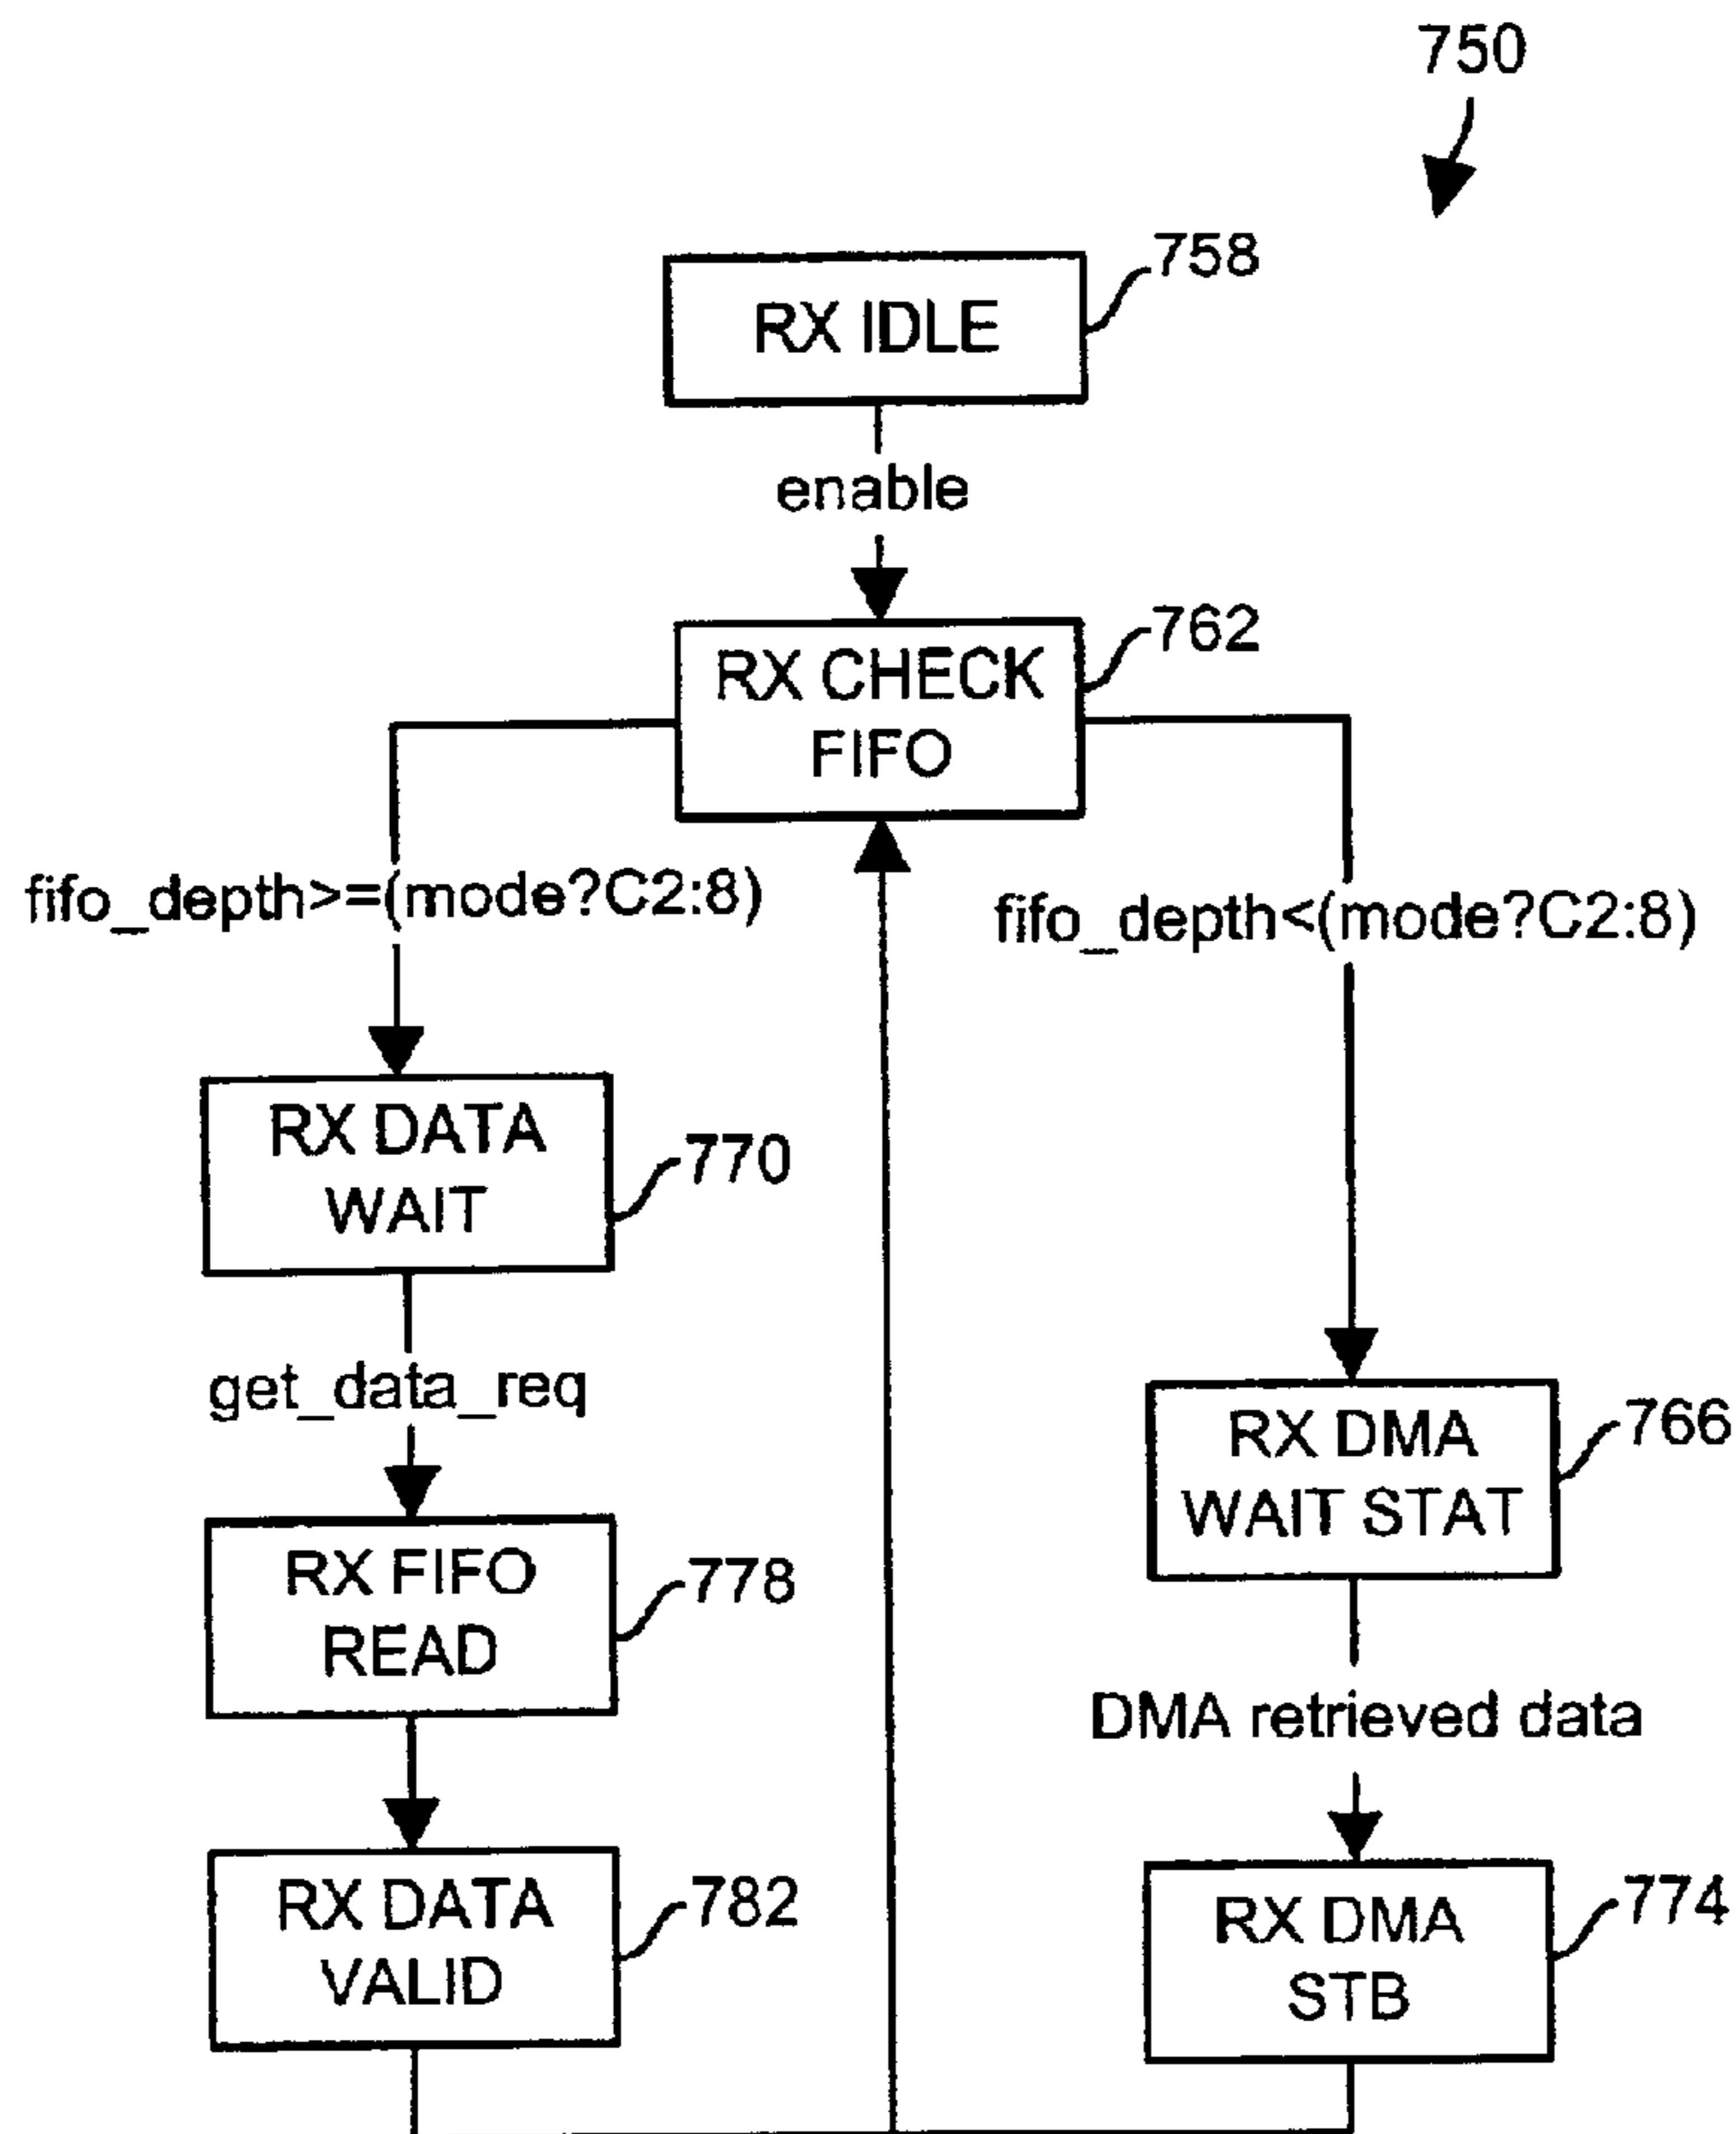 750
758
RX IDLE
enable
762
RX CHECK
FIFO
fifo_depth>=(mode?C2:8)
fifo_depth<(mode?C2:8)
RX DATA
WAIT
770
get_data_req
RX DMA
WAIT STAT
766
RX FIFO
READ
778
DMA retrieved data
RX DATA
VALID
782
RX DMA
STB
774